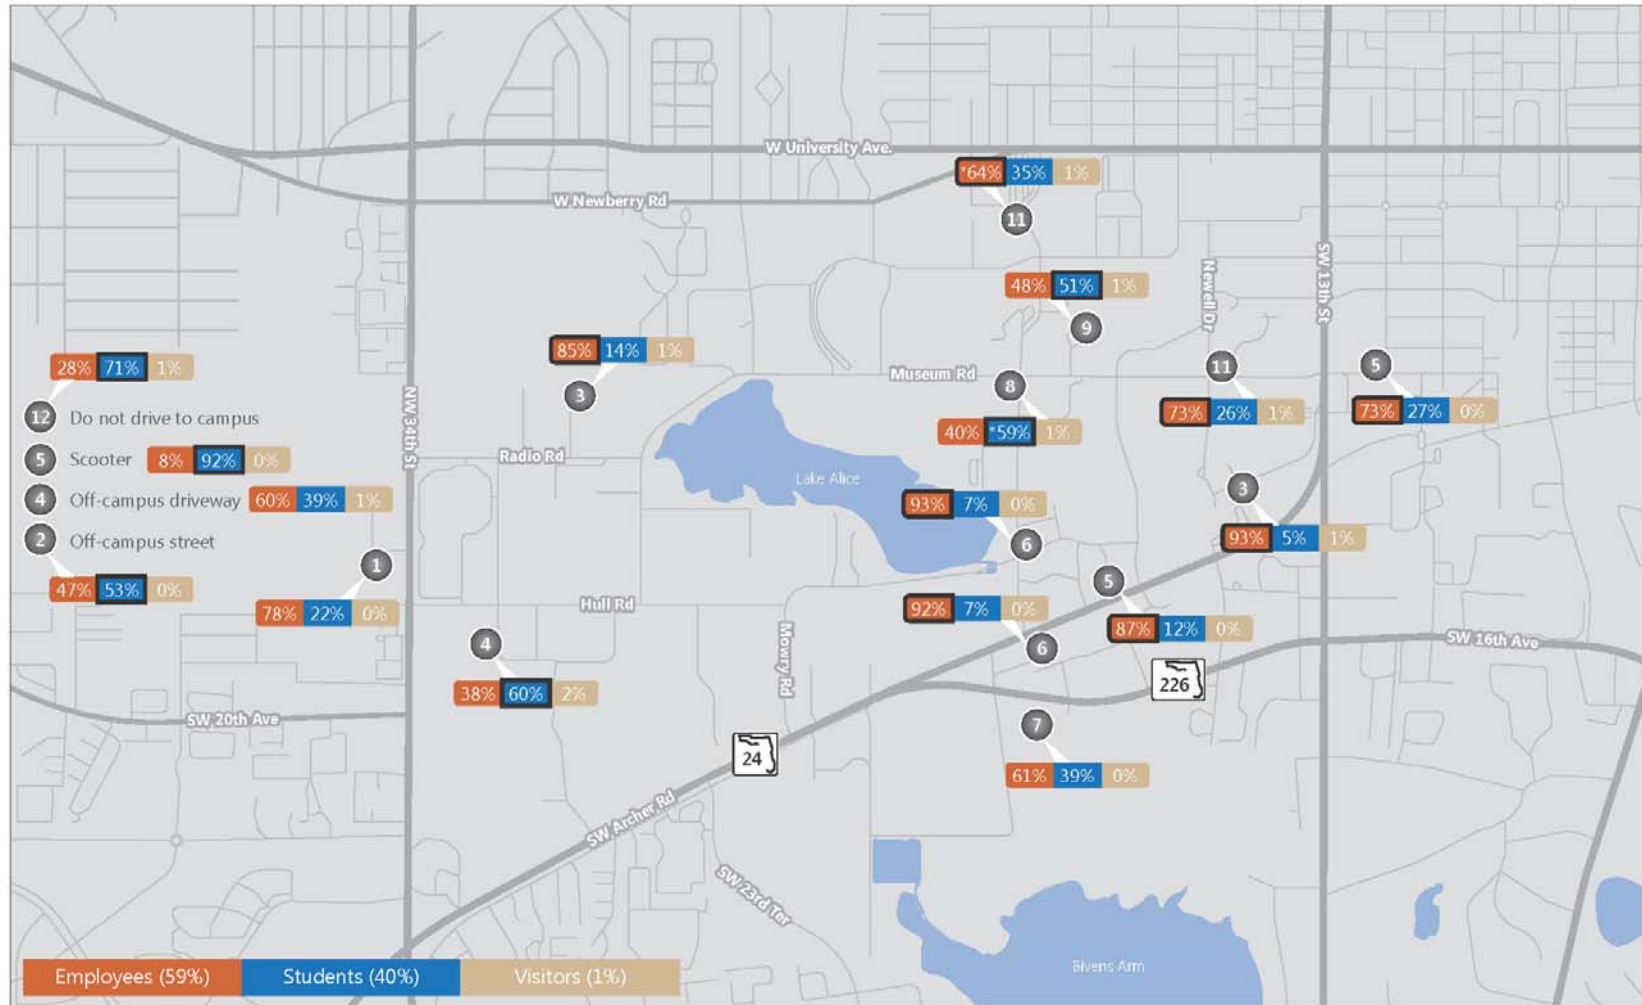 W University Ave.
*64% 35% 1%
W Newberry Rd
11
SW 13th St
Newell Dr
48% 51% 1%
9
85% 14% 1%
3
28% 71% 1%
12 Do not drive to campus
5 Scooter 8% 92% 0%
4 Off-campus driveway 60% 39% 1%
2 Off-campus street
47% 53% 0%
1
78% 22% 0%
NW 34th St
Museum Rd
8
40% *59% 1%
11
73% 26% 1%
5
73% 27% 0%
Radio Rd
Lake Alice
93% 7% 0%
6
3
93% 5% 1%
Hull Rd
Mowry Rd
92% 7% 0%
6
5
87% 12% 0%
SW 16th Ave
226
4
38% 60% 2%
SW 20th Ave
24
7
61% 39% 0%
SW Archer Rd
SW 23rd Ter
Bivens Arm
Employees (59%) Students (40%) Visitors (1%)